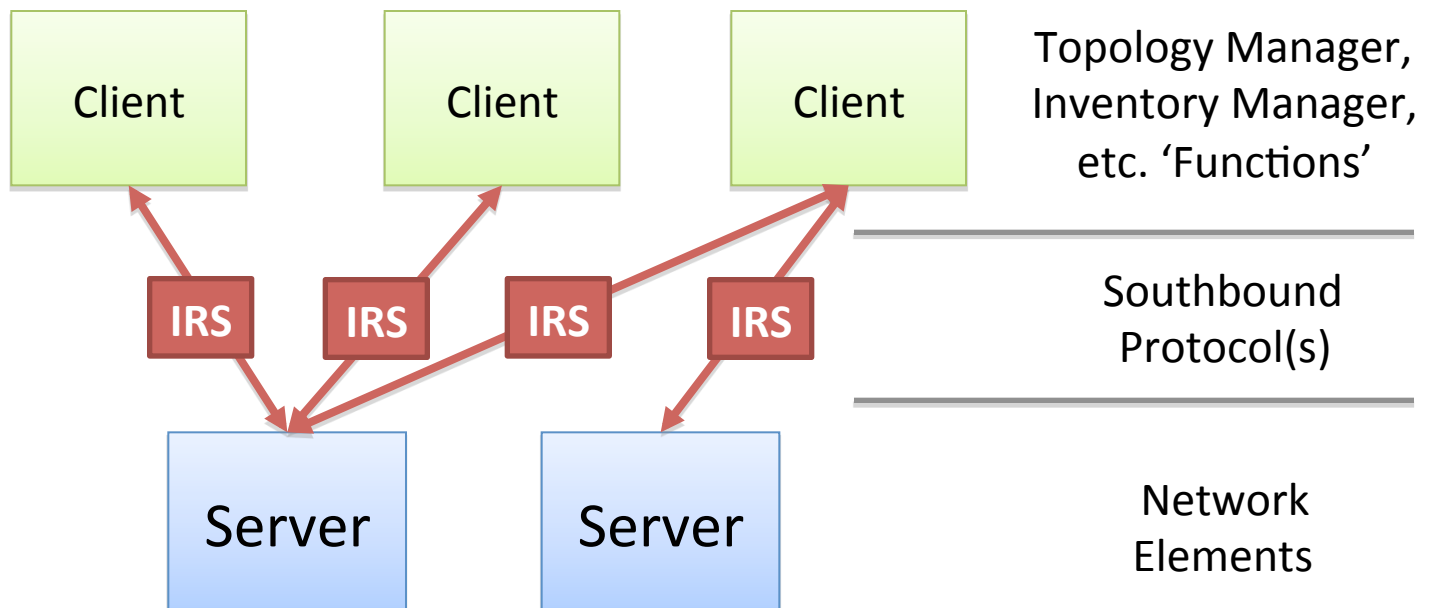 Client
Client
Client
Topology Manager,
Inventory Manager,
etc. ‘Functions’
IRS
IRS
IRS
IRS
Southbound
Protocol(s)
Server
Server
Network
Elements